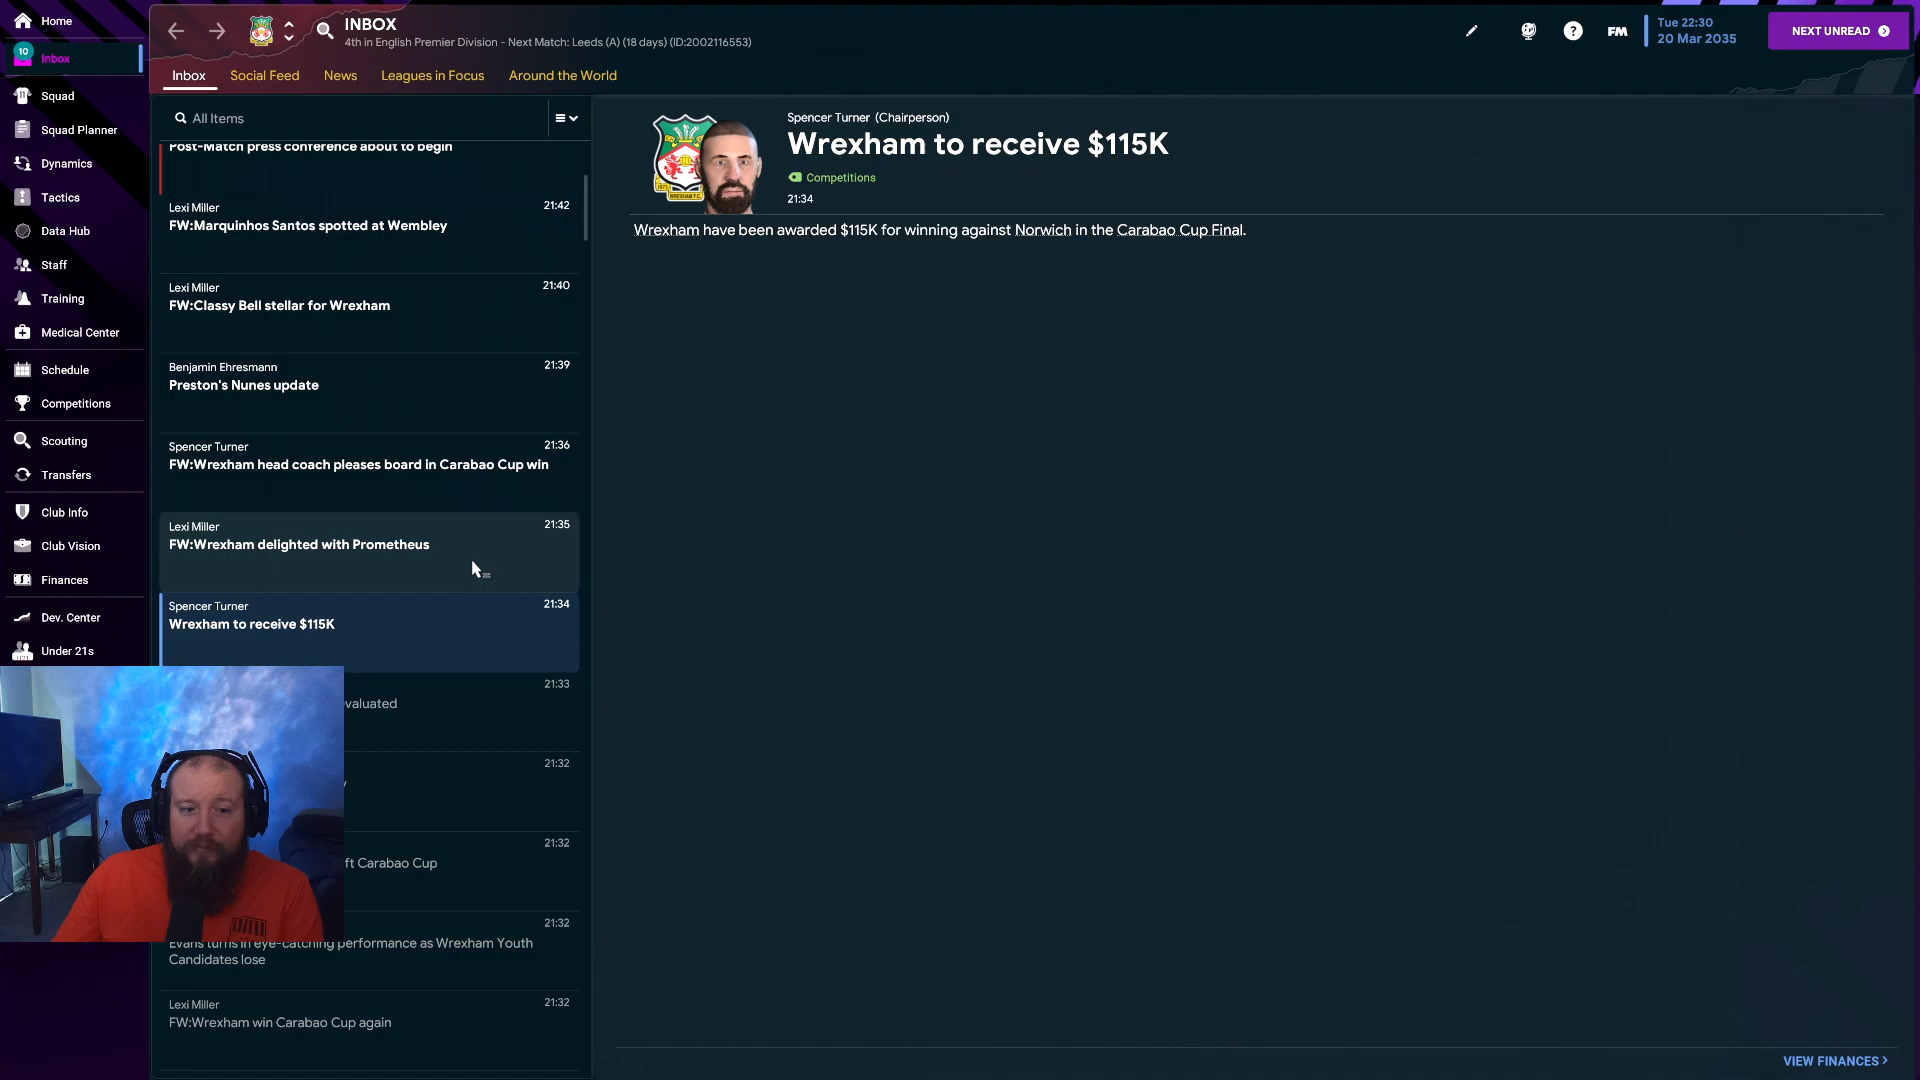 Home
10
Inbox
Squad
Squad Planner
Dynamics
Tactics
Data Hub
Staff
Training
Medical Center
Schedule
Competitions
Scouting
Transfers
Club Info
Club Vision
Finances
Dev. Center
Under 21s
INBOX
4th in English Premier Division - Next Match: Leeds (A) (18 days) (ID:2002116553)
FM
Tue 22:30
20 Mar 2035
NEXT UNREAD
Inbox
Social Feed
News
Leagues in Focus
Around the World
All Items
Post-Match press conference about to begin
Lexi Miller
21:42
FW:Marquinhos Santos spotted at Wembley
Lexi Miller
21:40
FW:Classy Bell stellar for Wrexham
Benjamin Ehresmann
21:39
Preston's Nunes update
Spencer Turner
21:36
FW:Wrexham head coach pleases board in Carabao Cup win
Lexi Miller
21:35
FW:Wrexham delighted with Prometheus
Spencer Turner
21:34
Wrexham to receive $115K
21:33
valuated
21:32
21:32
ft Carabao Cup
21:32
Evans turns in eye-catching performance as Wrexham Youth
Candidates lose
Lexi Miller
21:32
FW:Wrexham win Carabao Cup again
Spencer Turner (Chairperson)
Wrexham to receive $115K
Competitions
21:34
Wrexham have been awarded $115K for winning against Norwich in the Carabao Cup Final.
VIEW FINANCES